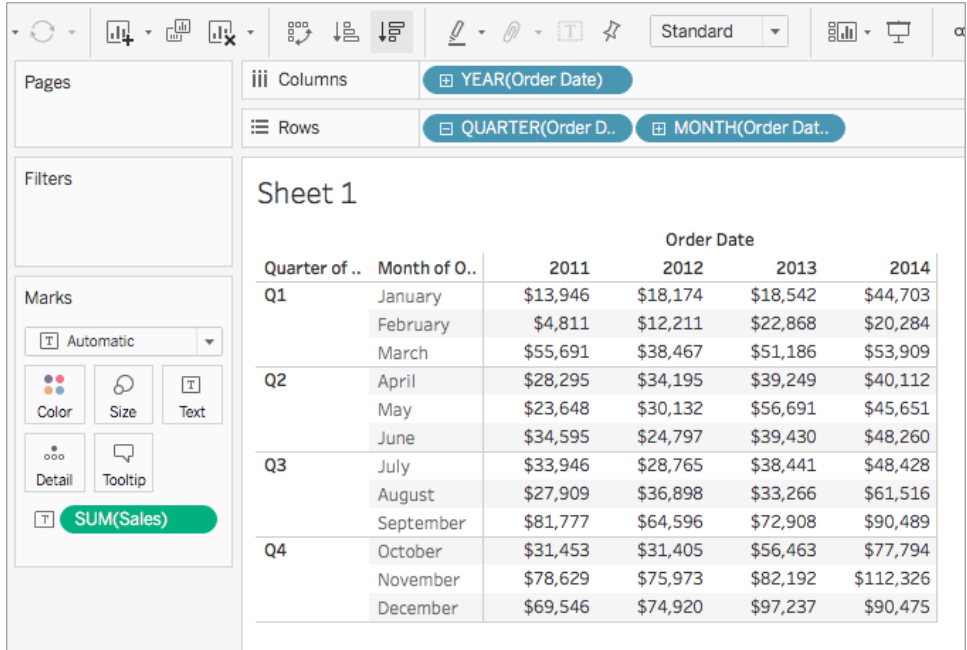 Standard
Pages
Columns
YEAR(Order Date)
Rows
QUARTER(Order D..
MONTH(Order Dat..
Filters
Sheet 1
Order Date
Quarter of .. Month of O.. 2011 2012 2013 2014
Q1 January $13,946 $18,174 $18,542 $44,703
February $4,811 $12,211 $22,868 $20,284
March $55,691 $38,467 $51,186 $53,909
Q2 April $28,295 $34,195 $39,249 $40,112
May $23,648 $30,132 $56,691 $45,651
June $34,595 $24,797 $39,430 $48,260
Q3 July $33,946 $28,765 $38,441 $48,428
August $27,909 $36,898 $33,266 $61,516
September $81,777 $64,596 $72,908 $90,489
Q4 October $31,453 $31,405 $56,463 $77,794
November $78,629 $75,973 $82,192 $112,326
December $69,546 $74,920 $97,237 $90,475
Marks
T Automatic
Color Size T Text
Detail Tooltip
T SUM(Sales)